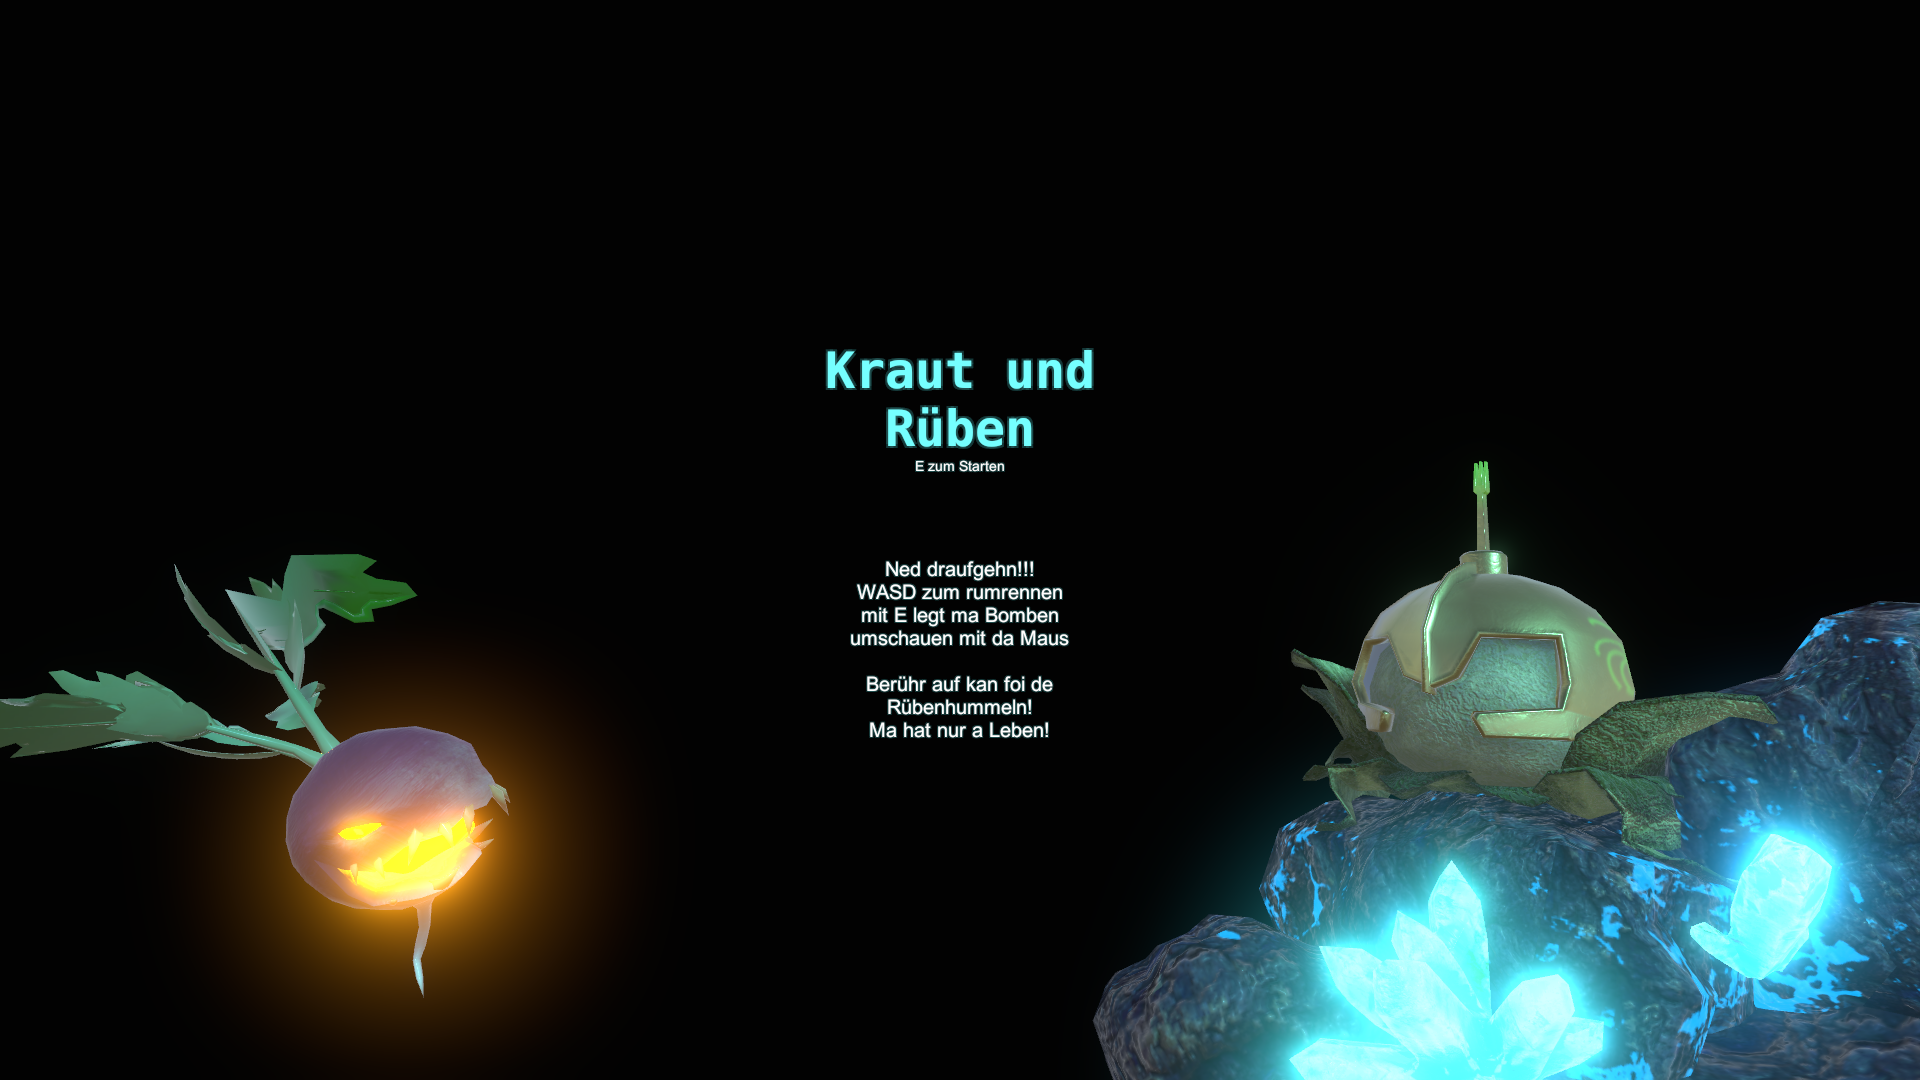 Kraut und
Rüben
E zum Starten
Ned draufgehn!!!
WASD zum rumrennen
mit E legt ma Bomben
umschauen mit da Maus
Berühr auf kan foi de
Rübenhummeln!
Ma hat nur a Leben!